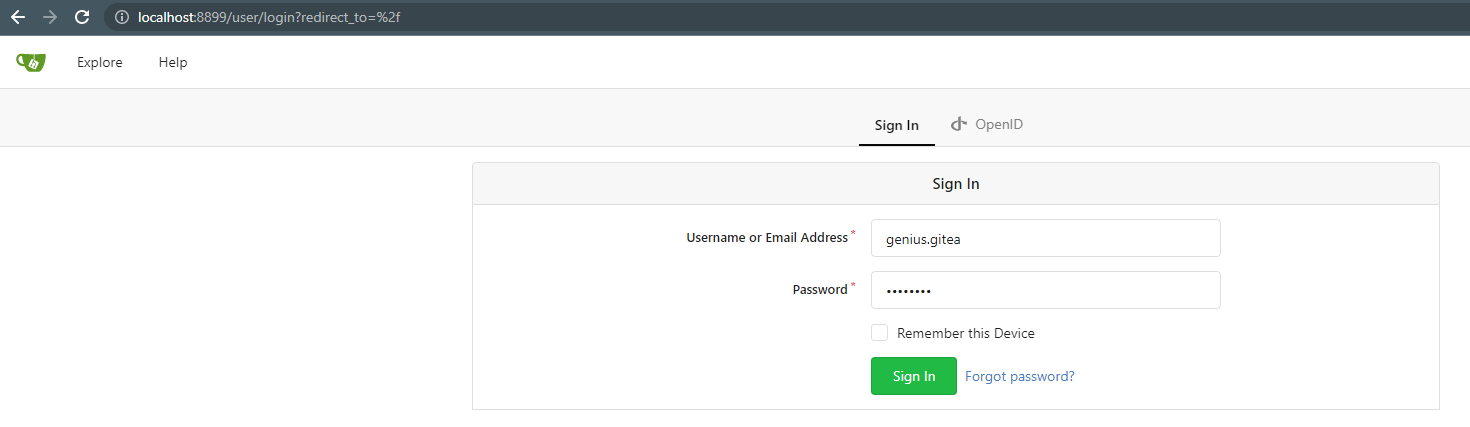 localhost:8899/user/login?redirect_to=%2f
Explore Help
Sign In OpenID
Sign In
Username or Email Address* genius.gitea
Password* ••••••••
Remember this Device
Sign In Forgot password?